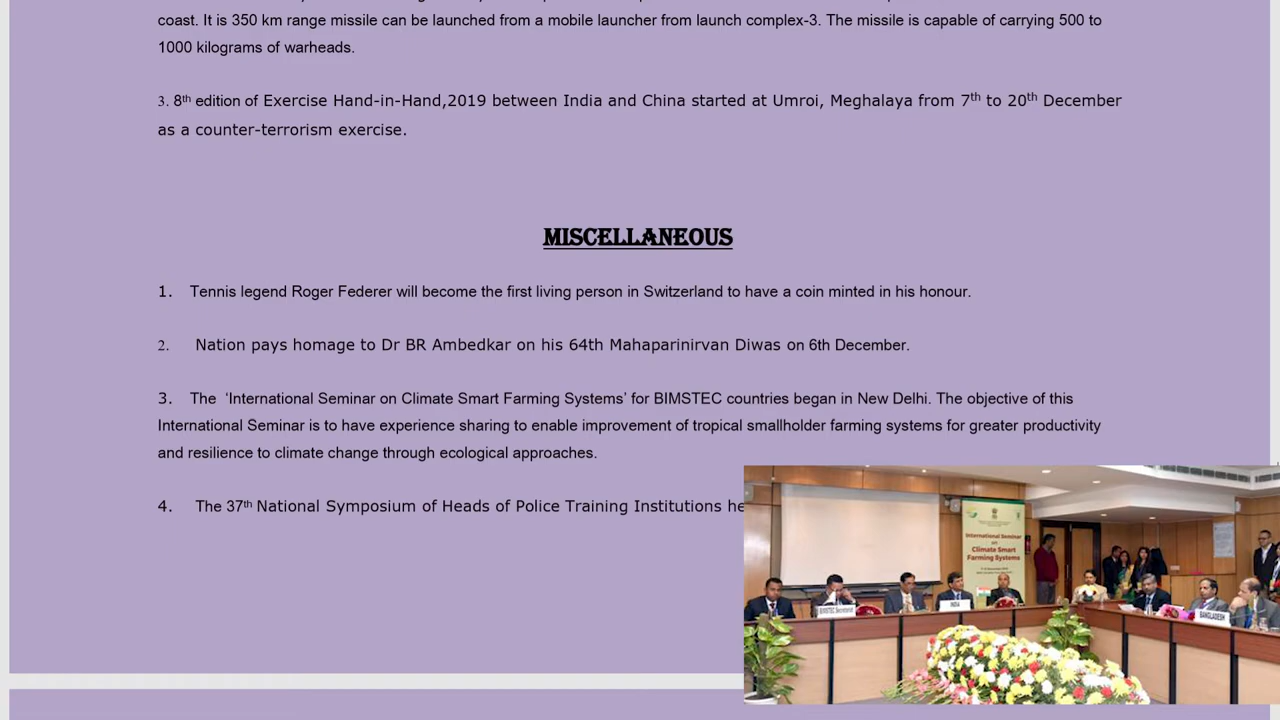 coast. It is 350 km range missile can be launched from a mobile launcher from launch complex-3. The missile is capable of carrying 500 to
1000 kilograms of warheads.
3. 8th edition of Exercise Hand-in-Hand,2019 between India and China started at Umroi, Meghalaya from 7th to 20th December
as a counter-terrorism exercise.
MISCELLANEOUS
1. Tennis legend Roger Federer will become the first living person in Switzerland to have a coin minted in his honour.
2. Nation pays homage to Dr BR Ambedkar on his 64th Mahaparinirvan Diwas on 6th December.
3. The ‘International Seminar on Climate Smart Farming Systems’ for BIMSTEC countries began in New Delhi. The objective of this
International Seminar is to have experience sharing to enable improvement of tropical smallholder farming systems for greater productivity
and resilience to climate change through ecological approaches.
4. The 37th National Symposium of Heads of Police Training Institutions he
International Seminar
on
Climate Smart
Farming Systems
BIMSTEC Secretariat
INDIA
BANGLADESH